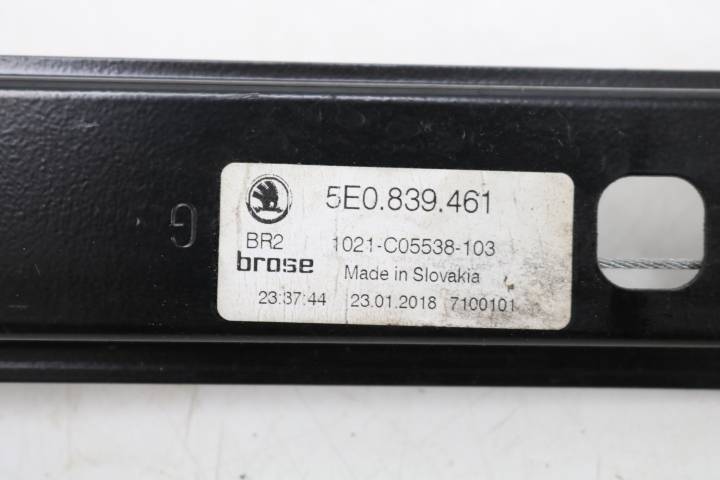 5E0.839.461
BR2 1021-C05538-103
brose Made in Slovakia
23:37:44 23.01.2018 7100101
G